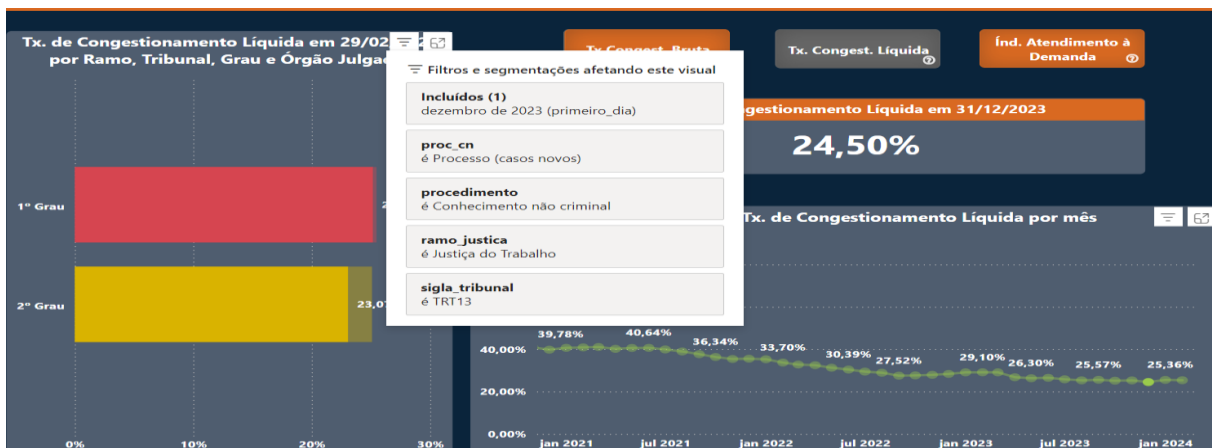 Tx. de Congestionamento Líquida em 29/02
por Ramo, Tribunal, Grau e Órgão
1º Grau
2º Grau
0%
10%
20%
30%
Filtros e segmentações afetando este visual
Incluídos (1)
dezembro de 2023 (primeiro_dia)
proc_cn
é Processo (casos novos)
procedimento
é Conhecimento não criminal
ramo_justica
é Justiça do Trabalho
sigla_tribunal
é TRT13
Tx. Congest. Líquida
Índ. Atendimento à
Demanda
Líquida em 31/12/2023
24,50%
Tx. de Congestionamento Líquida por mês
39,78%
40,64%
36,34%
33,70%
30,39%
27,52%
29,10%
26,30%
25,57%
25,36%
40,00%
20,00%
0,00%
jan 2021
jul 2021
jan 2022
jul 2022
jan 2023
jul 2023
jan 2024